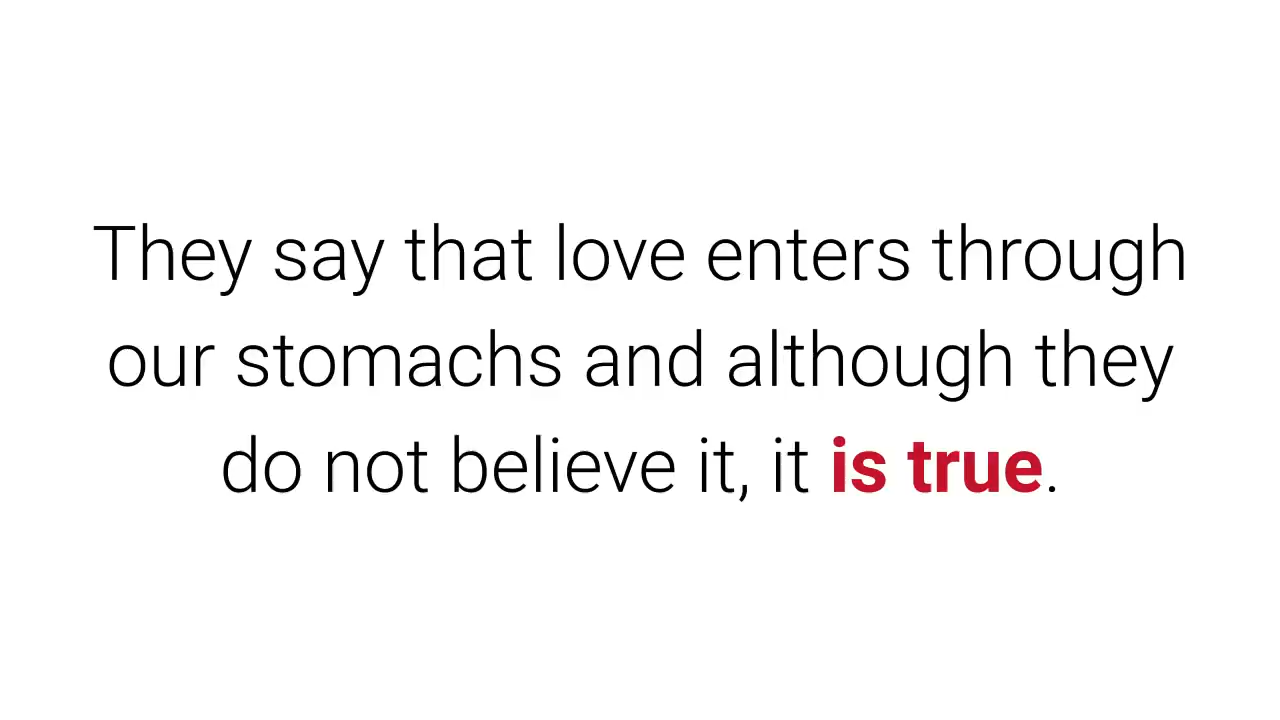 They say that love enters through
our stomachs and although they
do not believe it, it is true.